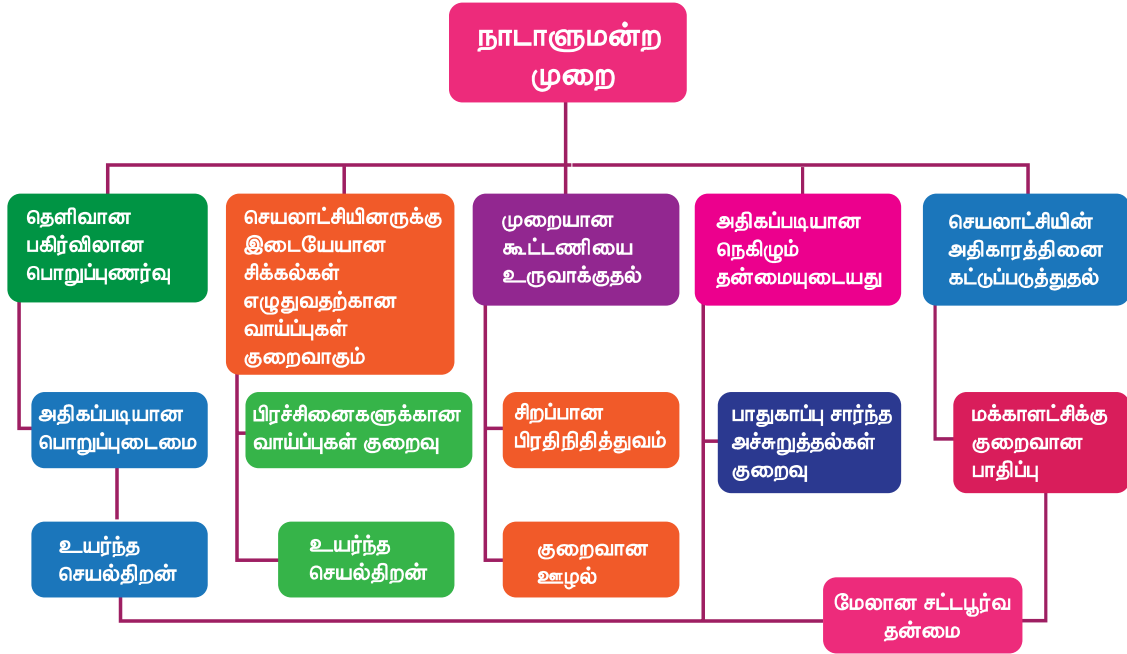 நாடாளுமன்ற
முறை
தெளிவான
பகிர்விலான
பொறுப்புணர்வு
செயலாட்சியினருக்கு
இடையேயான
சிக்கல்கள்
எழுதுவதற்கான
வாய்ப்புகள்
குறைவாகும்
முறையான
கூட்டணியை
உருவாக்குதல்
அதிகப்படியான
நெகிழும்
தன்மையுடையது
செயலாட்சியின்
அதிகாரத்தினை
கட்டுப்படுத்துதல்
அதிகப்படியான
பொறுப்புடைமை
பிரச்சினைகளுக்கான
வாய்ப்புகள் குறைவு
சிறப்பான
பிரதிநிதித்துவம்
பாதுகாப்பு சார்ந்த
அச்சுறுத்தல்கள்
குறைவு
மக்காளட்சிக்கு
குறைவான
பாதிப்பு
உயர்ந்த
செயல்திறன்
உயர்ந்த
செயல்திறன்
குறைவான
ஊழல்
மேலான சட்டபூர்வ
தன்மை